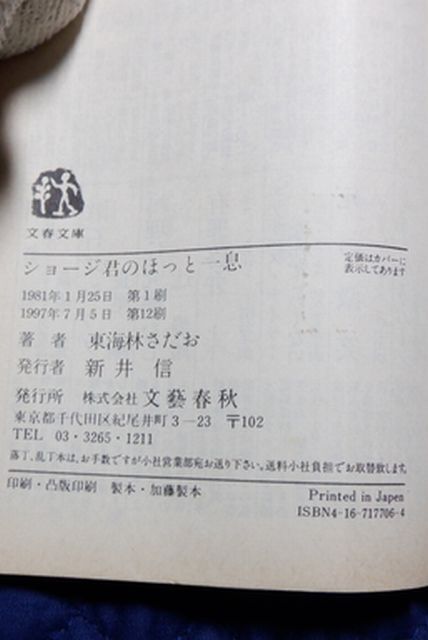 文春文庫
ショージ君のほっと一息
定価はカバーに
表示してあります
1981年1月25日 第1刷
1997年7月5日 第12刷
著者 東海林さだお
発行者 新井 信
発行所 株式会社 文藝春秋
東京都千代田区紀尾井町3—23 〒102
TEL 03・3265・1211
落丁、乱丁本は、お手数ですが小社営業部宛お送り下さい。送料小社負担でお取替致します。
印刷・凸版印刷 製本・加藤製本
Printed in Japan
ISBN4-16-717706-4